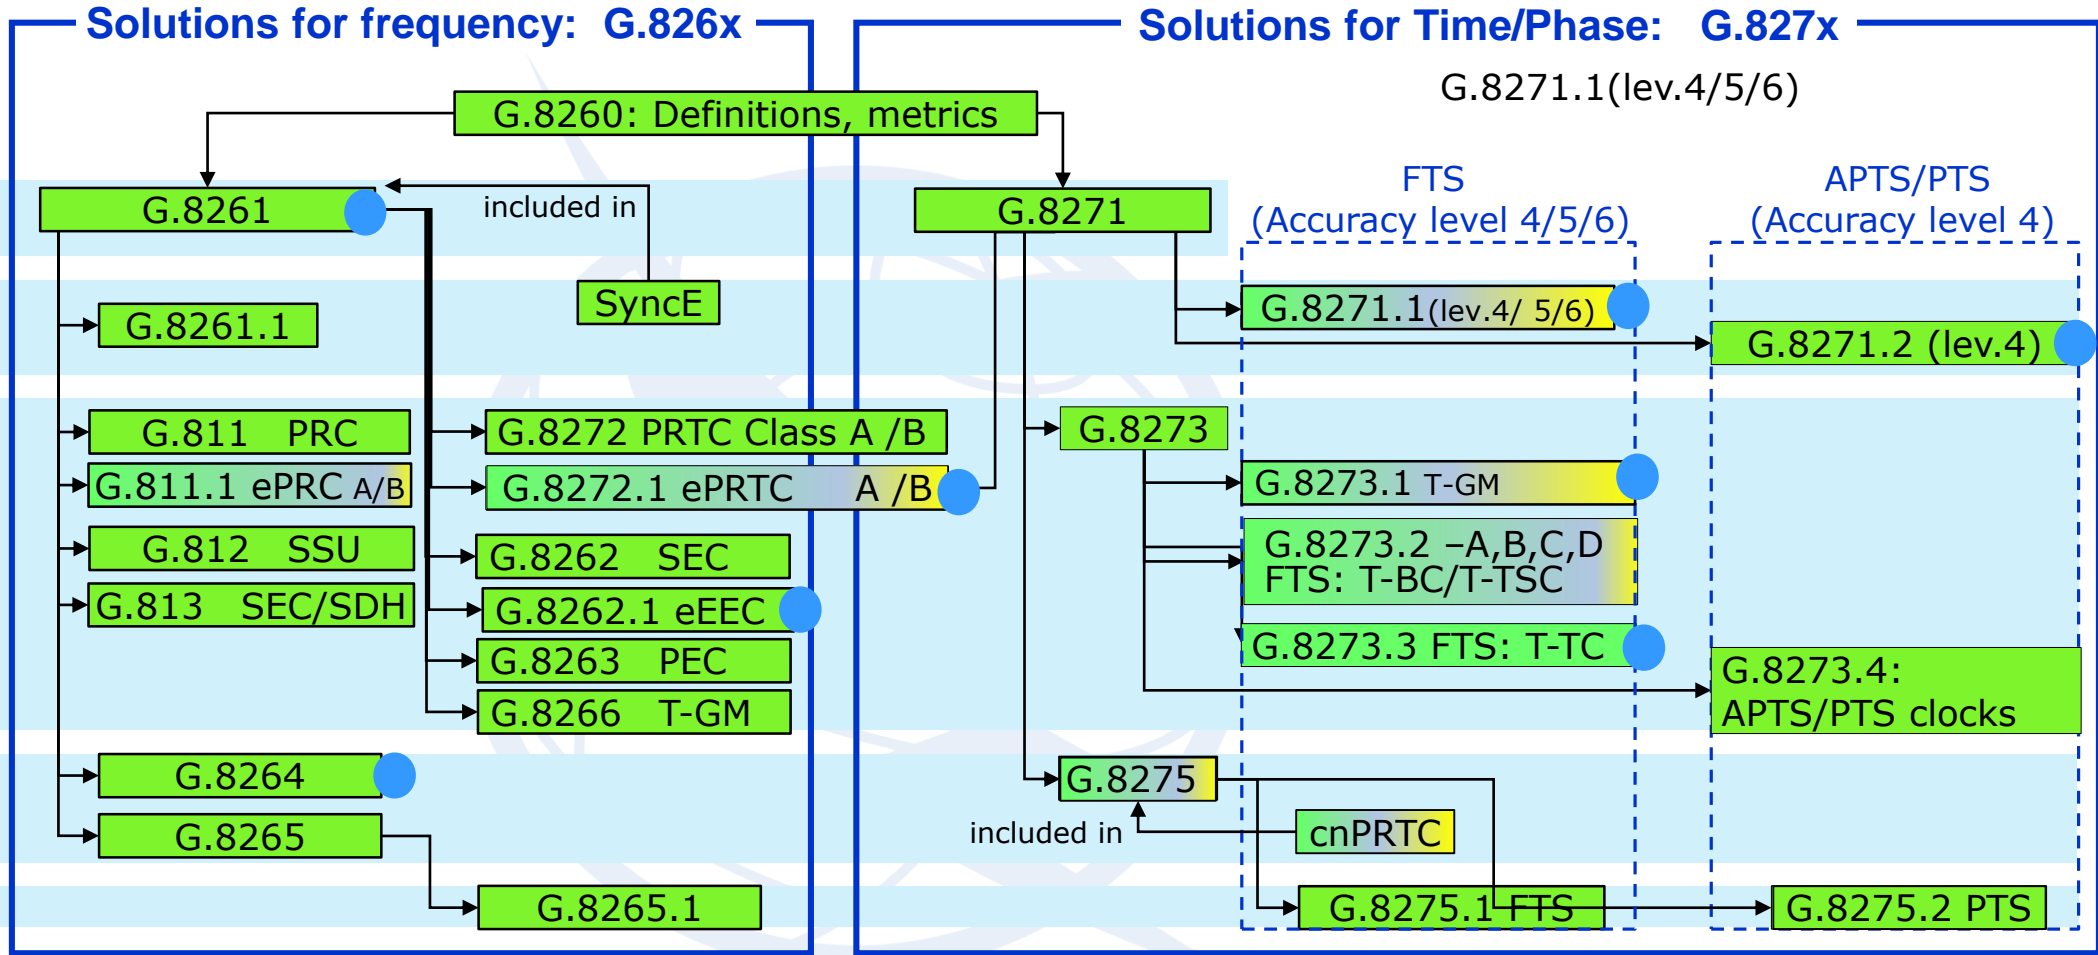 Solutions for frequency: G.826x
Solutions for Time/Phase: G.827x
G.8271.1(lev.4/5/6)
G.8260: Definitions, metrics
FTS
(Accuracy level 4/5/6)
APTS/PTS
(Accuracy level 4)
G.8261
included in
G.8271
SyncE
G.8261.1
G.8271.1(lev.4/ 5/6)
G.8271.2 (lev.4)
G.811 PRC
G.8272 PRTC Class A /B
G.8273
G.811.1 ePRC A/B
G.8272.1 ePRTC A /B
G.8273.1 T-GM
G.812 SSU
G.8262 SEC
G.8273.2 –A,B,C,D
FTS: T-BC/T-TSC
G.813 SEC/SDH
G.8262.1 eEEC
G.8263 PEC
G.8273.3 FTS: T-TC
G.8273.4:
APTS/PTS clocks
G.8266 T-GM
G.8264
G.8275
G.8265
included in
cnPRTC
G.8265.1
G.8275.1 FTS
G.8275.2 PTS